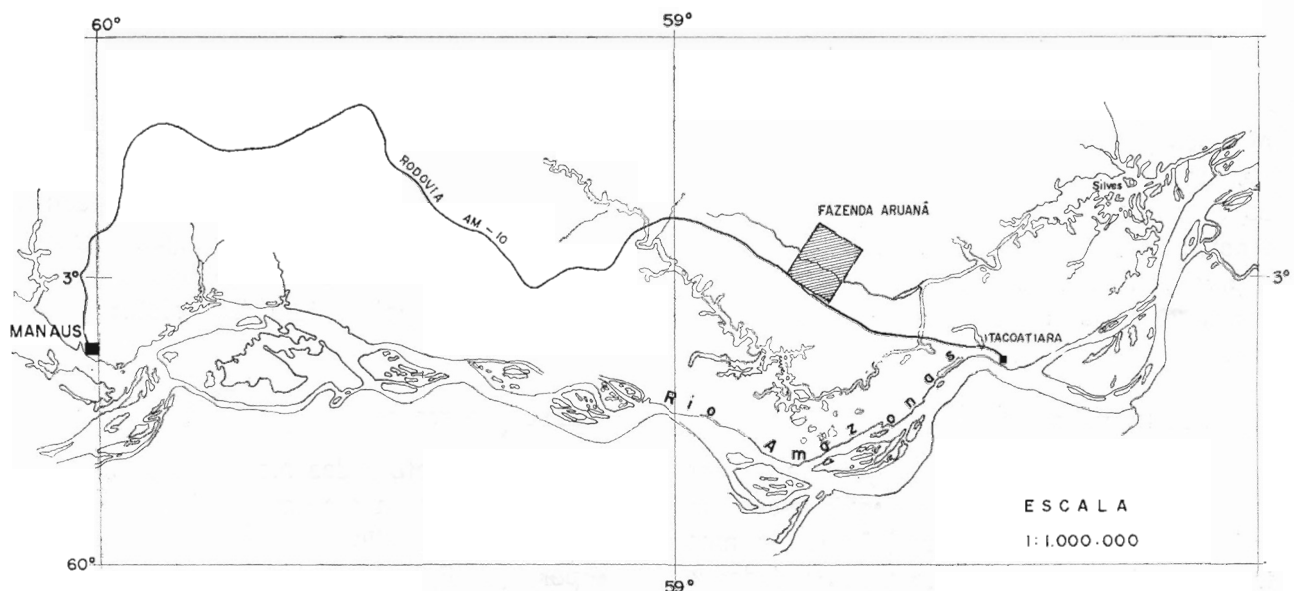 60° 59°
RODOVIA AM-10
Silves
FAZENDA ARUANÃ
3° 3°
MANAUS
ITACOATIARA
Rio Amazonas
ESCALA
1:1.000.000
60° 59°